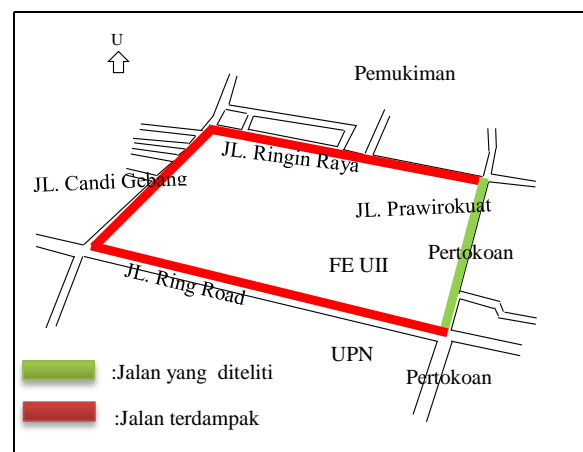 U
Pemukiman
JL. Ringin Raya
JL. Candi Gebang
JL. Prawirokuat
Pertokoan
FE UII
JL. Ring Road
UPN
Pertokoan
:Jalan yang diteliti
:Jalan terdampak